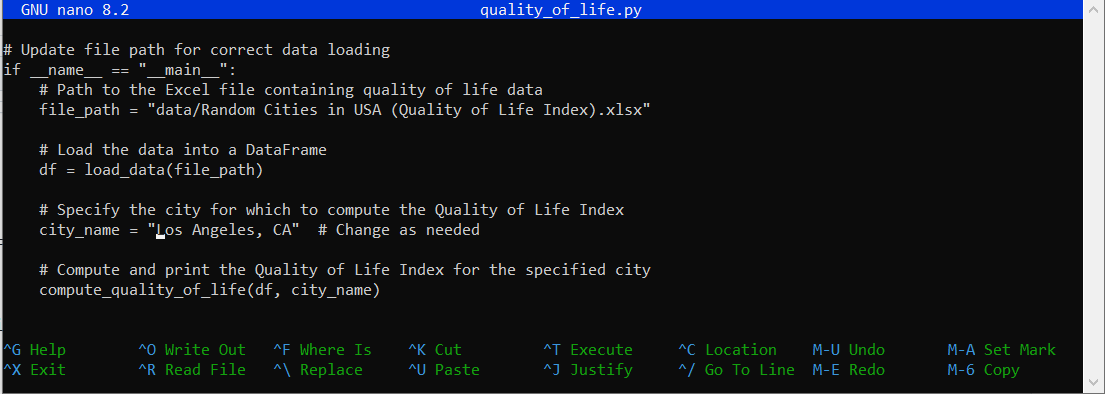 GNU nano 8.2 quality_of_life.py
# Update file path for correct data loading
if __name__ == "__main__":
    # Path to the Excel file containing quality of life data
    file_path = "data/Random Cities in USA (Quality of Life Index).xlsx"
    # Load the data into a DataFrame
    df = load_data(file_path)
    # Specify the city for which to compute the Quality of Life Index
    city_name = "Los Angeles, CA"  # Change as needed
    # Compute and print the Quality of Life Index for the specified city
    compute_quality_of_life(df, city_name)
^G Help ^O Write Out ^F Where Is ^K Cut ^T Execute ^C Location M-U Undo M-A Set Mark
^X Exit ^R Read File ^\ Replace ^U Paste ^J Justify ^/ Go To Line M-E Redo M-6 Copy